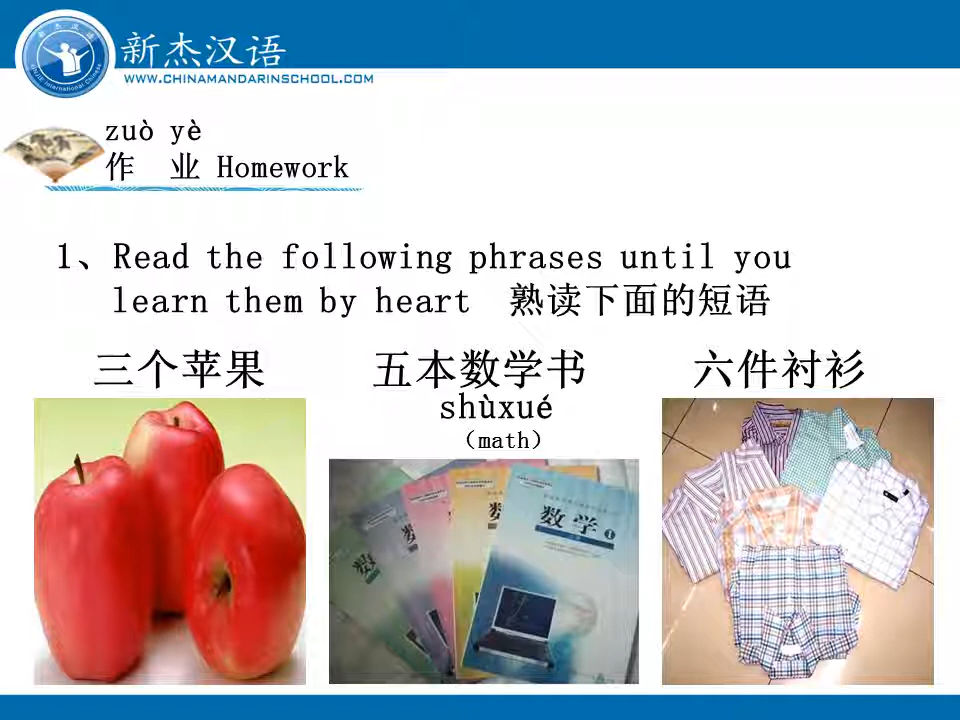 新杰汉语
WWW.CHINAMANDARINSCHOOL.COM
zuò yè
作 业 Homework
1、Read the following phrases until you
learn them by heart 熟读下面的短语
三个苹果 五本数学书 六件衬衫
shùxué
（math）
数学 1